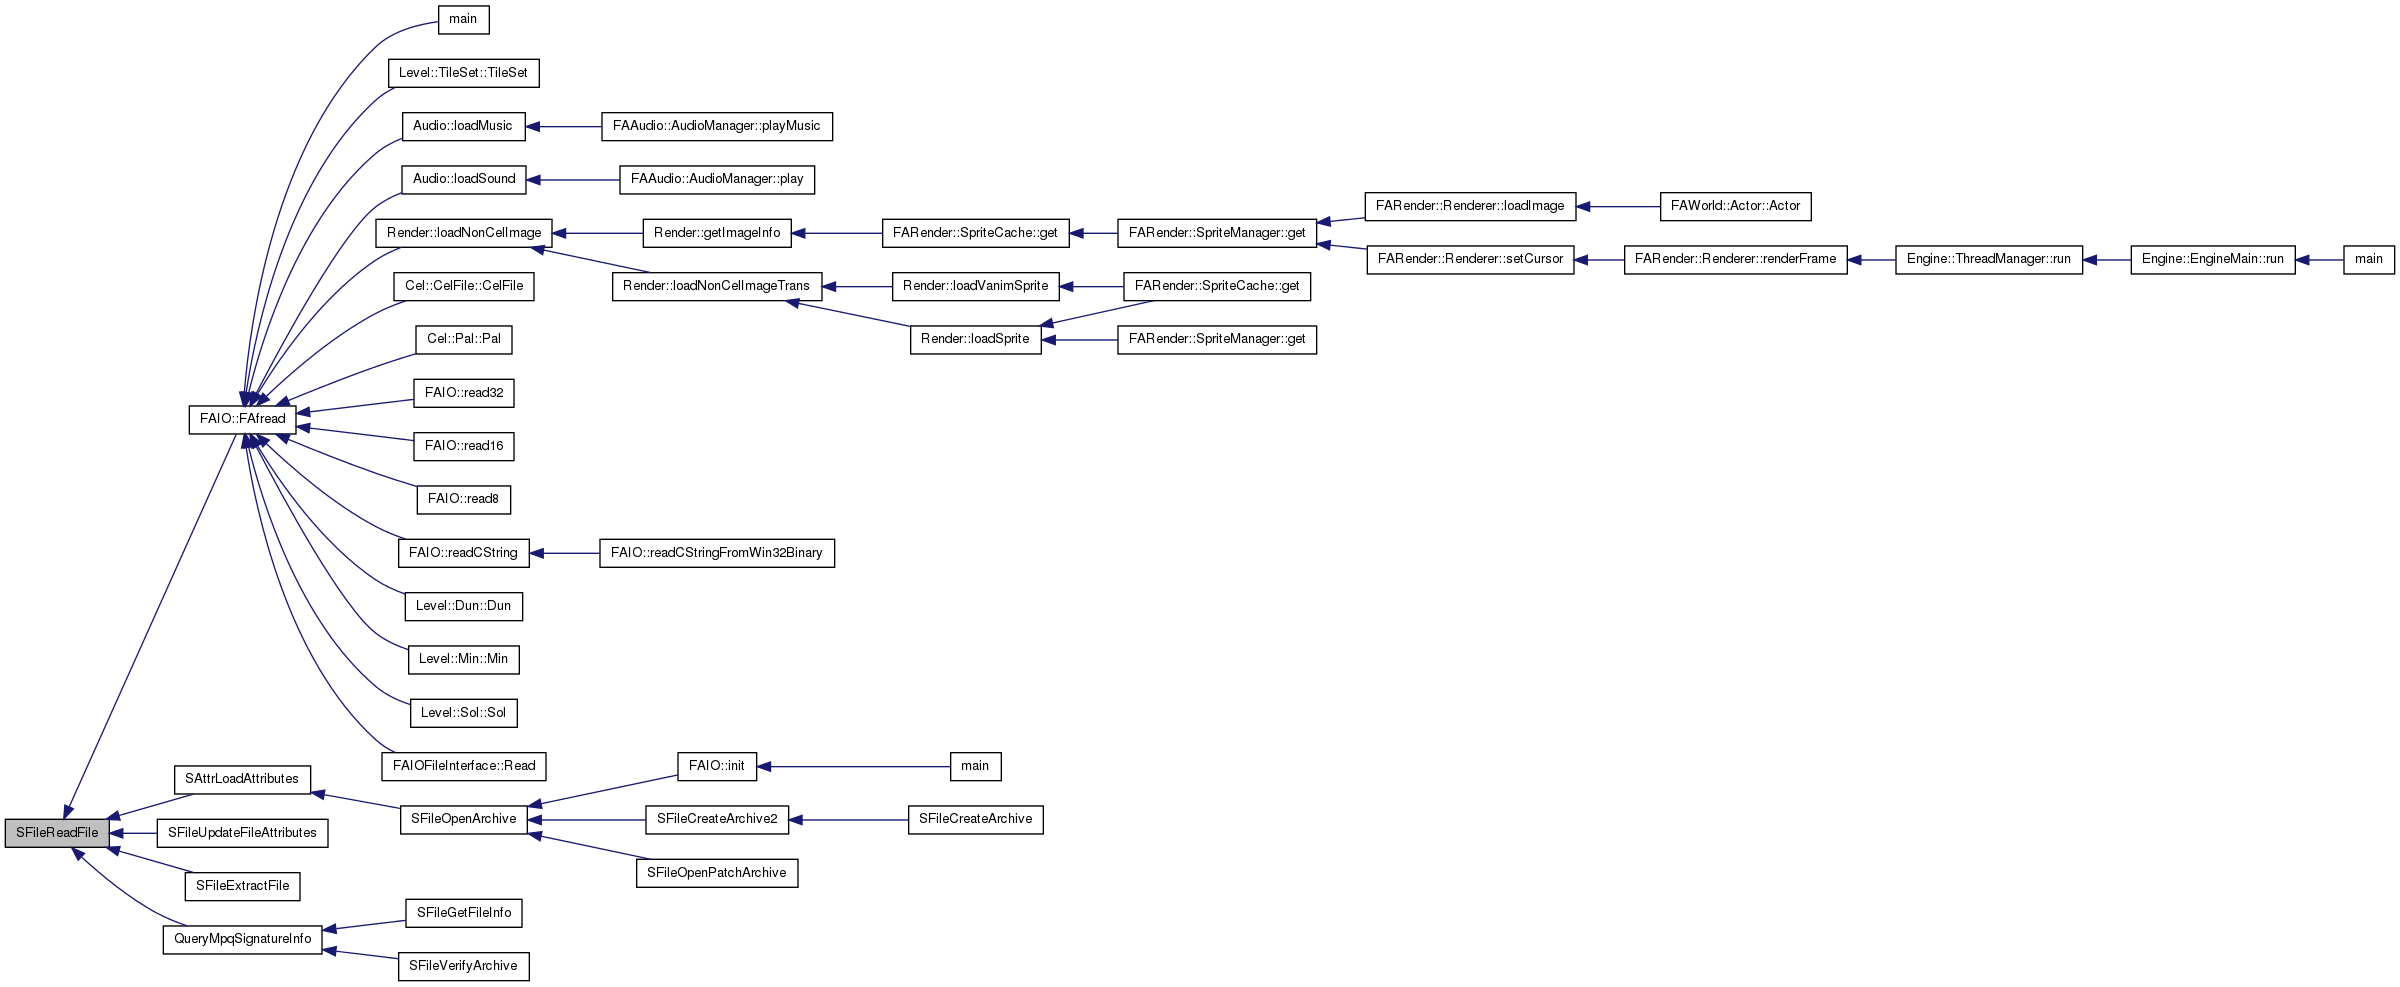 main
Level::TileSet::TileSet
Audio::loadMusic
FAAudio::AudioManager::playMusic
Audio::loadSound
FAAudio::AudioManager::play
FARender::Renderer::loadImage
FAWorld::Actor::Actor
Render::loadNonCelImage
Render::getImageInfo
FARender::SpriteCache::get
FARender::SpriteManager::get
FARender::Renderer::setCursor
FARender::Renderer::renderFrame
Engine::ThreadManager::run
Engine::EngineMain::run
main
Cel::CelFile::CelFile
Render::loadNonCelImageTrans
Render::loadVanimSprite
FARender::SpriteCache::get
Cel::Pal::Pal
Render::loadSprite
FARender::SpriteManager::get
FAIO::read32
FAIO::FAfread
FAIO::read16
FAIO::read8
FAIO::readCString
FAIO::readCStringFromWin32Binary
Level::Dun::Dun
Level::Min::Min
Level::Sol::Sol
FAIOFileInterface::Read
FAIO::init
main
SAttrLoadAttributes
SFileOpenArchive
SFileCreateArchive2
SFileCreateArchive
SFileReadFile
SFileUpdateFileAttributes
SFileOpenPatchArchive
SFileExtractFile
SFileGetFileInfo
QueryMpqSignatureInfo
SFileVerifyArchive